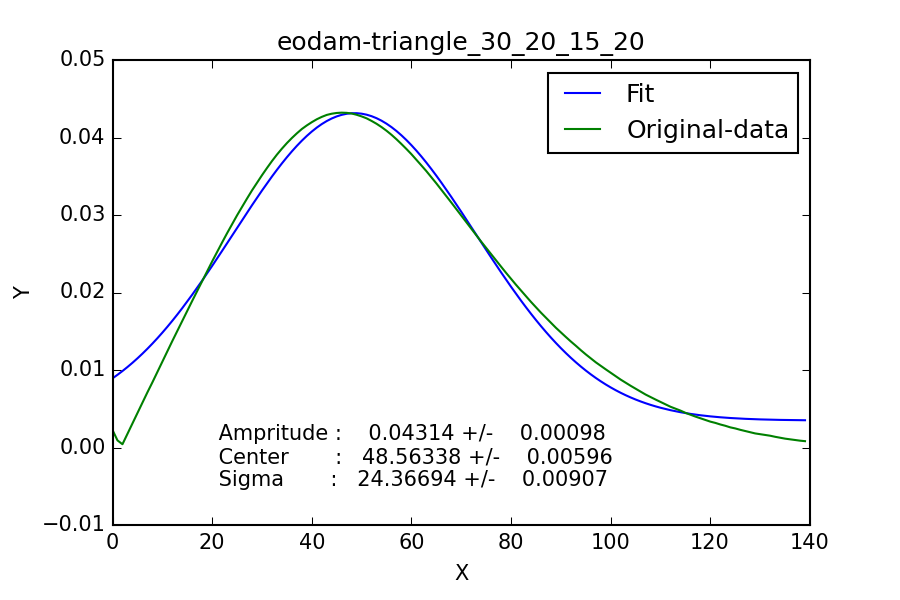 eodam-triangle_30_20_15_20
0.05
0.04
0.03
0.02
0.01
0.00
−0.01
Y
Fit
Original-data
Ampritude : 0.04314 +/- 0.00098
Center : 48.56338 +/- 0.00596
Sigma : 24.36694 +/- 0.00907
0 20 40 60 80 100 120 140
X